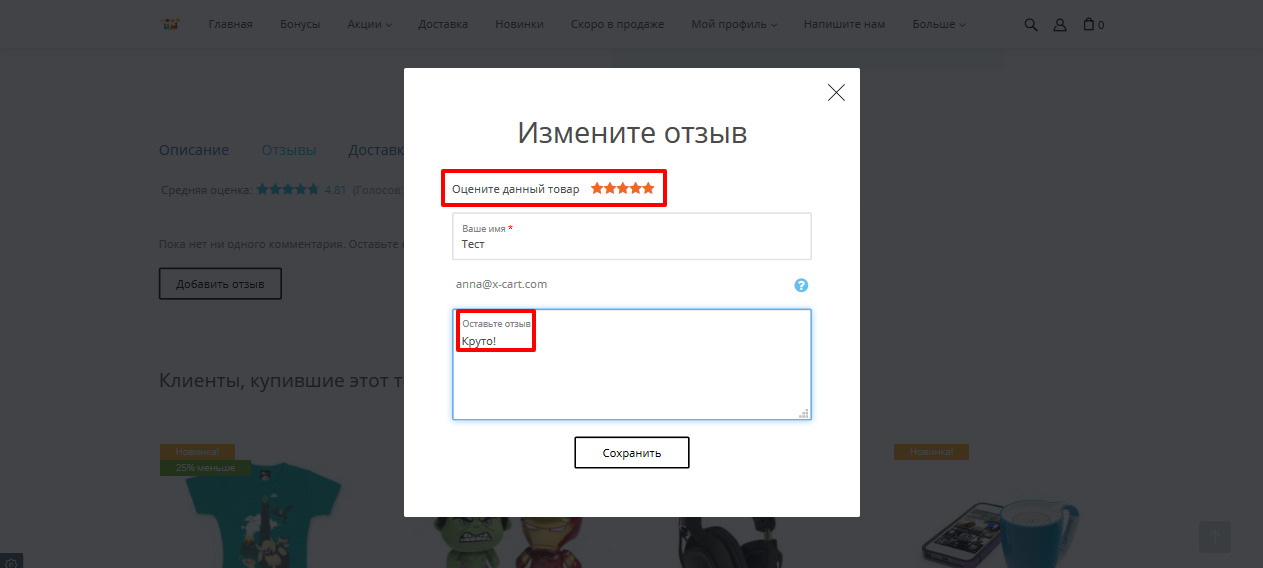 Главная Бонусы Акции Доставка Новинки Скоро в продаже Мой профиль Напишите нам Больше 0
Измените отзыв
Описание Отзывы Доставк
Оцените данный товар
Средняя оценка: 4.81 (Голосов:
Ваше имя *
Тест
Пока нет ни одного комментария. Оставьте
Добавить отзыв
anna@x-cart.com
?
Оставьте отзыв
Круто!
Клиенты, купившие этот т
Сохранить
Новинка!
25% меньше
Новинка!